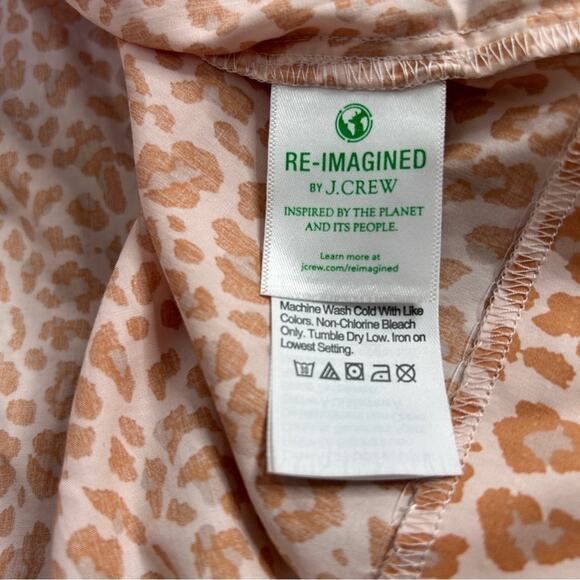 RE-IMAGINED
BY J.CREW
INSPIRED BY THE PLANET
AND ITS PEOPLE.
Learn more at
jcrew.com/reimagined
Machine Wash Cold With Like
Colors. Non-Chlorine Bleach
Only. Tumble Dry Low. Iron on
Lowest Setting.